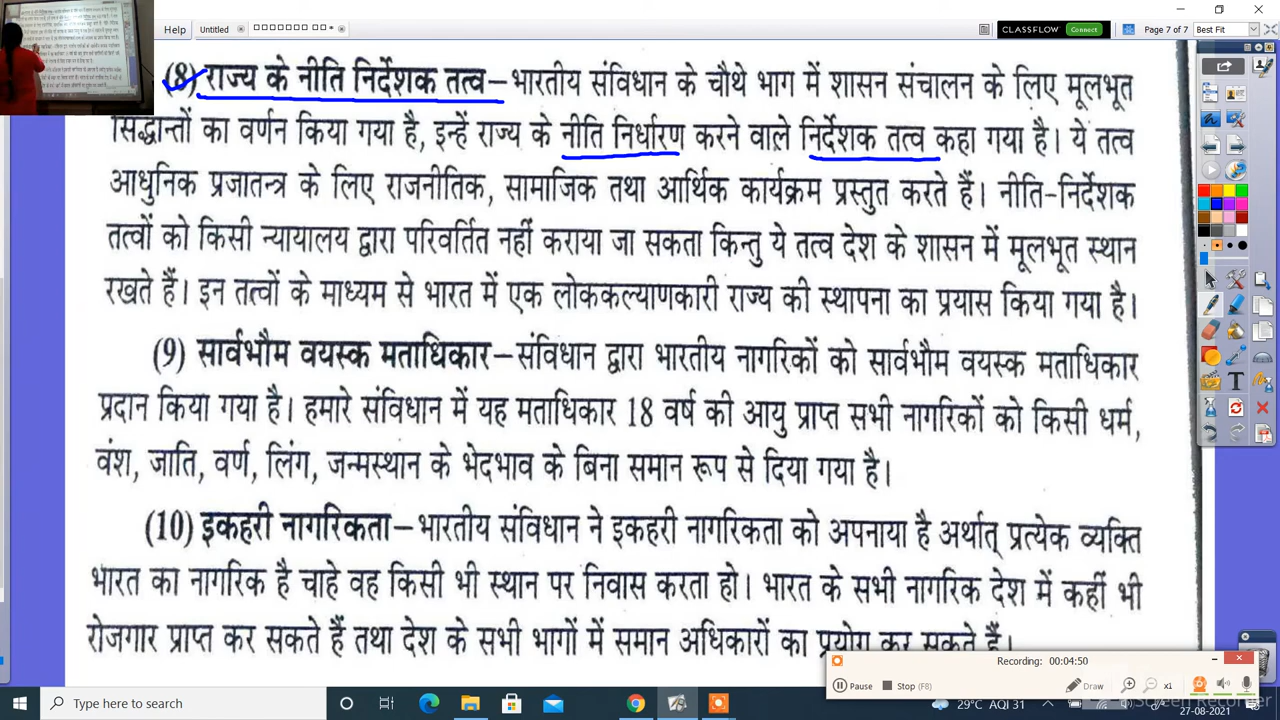 Help
Untitled
CLASSFLOW
Connect
Page 7 of 7
Best Fit
(8) राज्य के नीति निर्देशक तत्व–भारतीय संविधान के चौथे भाग में शासन संचालन के लिए मूलभूत
सिद्धान्तों का वर्णन किया गया है, इन्हें राज्य के नीति निर्धारण करने वाले निर्देशक तत्व कहा गया है। ये तत्व
आधुनिक प्रजातन्त्र के लिए राजनीतिक, सामाजिक तथा आर्थिक कार्यक्रम प्रस्तुत करते हैं। नीति-निर्देशक
तत्वों को किसी न्यायालय द्वारा परिवर्तित नहीं कराया जा सकता किन्तु ये तत्व देश के शासन में मूलभूत स्थान
रखते हैं। इन तत्वों के माध्यम से भारत में एक लोककल्याणकारी राज्य की स्थापना का प्रयास किया गया है।
(9) सार्वभौम वयस्क मताधिकार–संविधान द्वारा भारतीय नागरिकों को सार्वभौम वयस्क मताधिकार
प्रदान किया गया है। हमारे संविधान में यह मताधिकार 18 वर्ष की आयु प्राप्त सभी नागरिकों को किसी धर्म,
वंश, जाति, वर्ण, लिंग, जन्मस्थान के भेदभाव के बिना समान रूप से दिया गया है।
(10) इकहरी नागरिकता–भारतीय संविधान ने इकहरी नागरिकता को अपनाया है अर्थात् प्रत्येक व्यक्ति
भारत का नागरिक है चाहे वह किसी भी स्थान पर निवास करता हो। भारत के सभी नागरिक देश में कहीं भी
रोजगार प्राप्त कर सकते हैं तथा देश के सभी भागों में समान अधिकारों का प्रयोग कर सकते हैं।
Recording: 00:04:50
Pause
Stop (F8)
Draw
x1
Type here to search
29°C AQI 31
27-08-2021